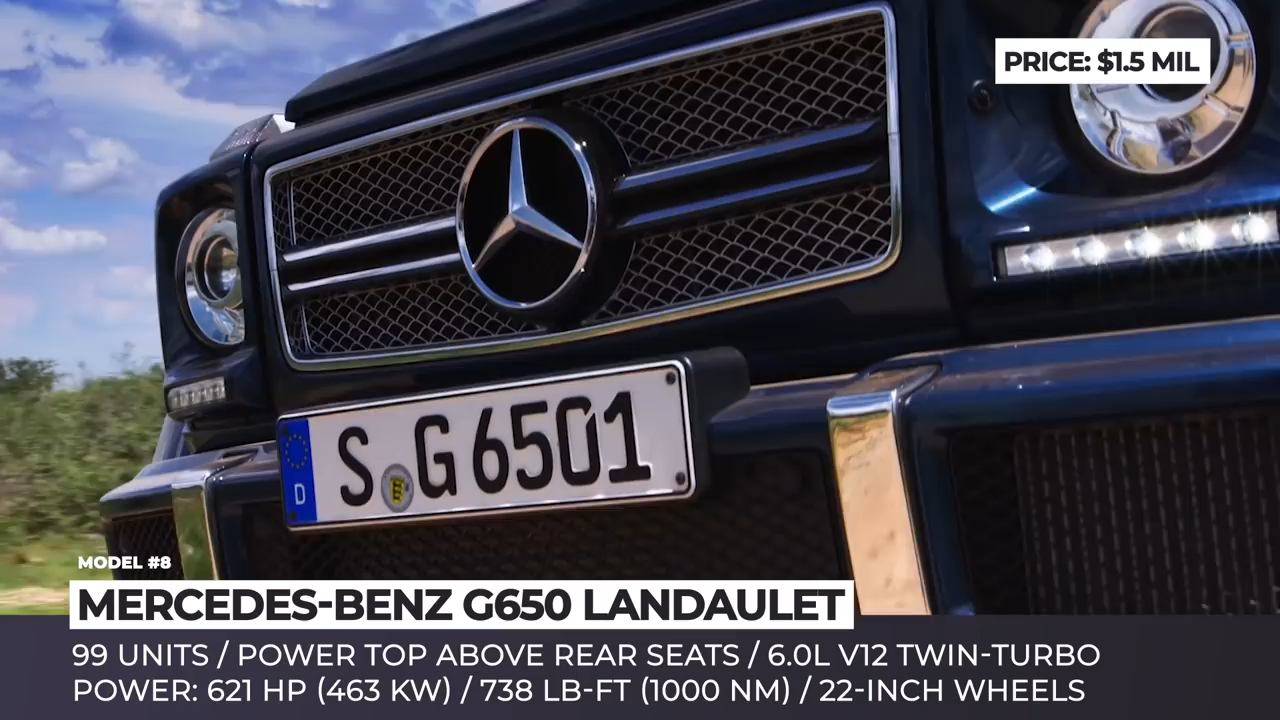 PRICE: $1.5 MIL
D S G 6501
MODEL #8
MERCEDES-BENZ G650 LANDAULET
99 UNITS / POWER TOP ABOVE REAR SEATS / 6.0L V12 TWIN-TURBO
POWER: 621 HP (463 KW) / 738 LB-FT (1000 NM) / 22-INCH WHEELS